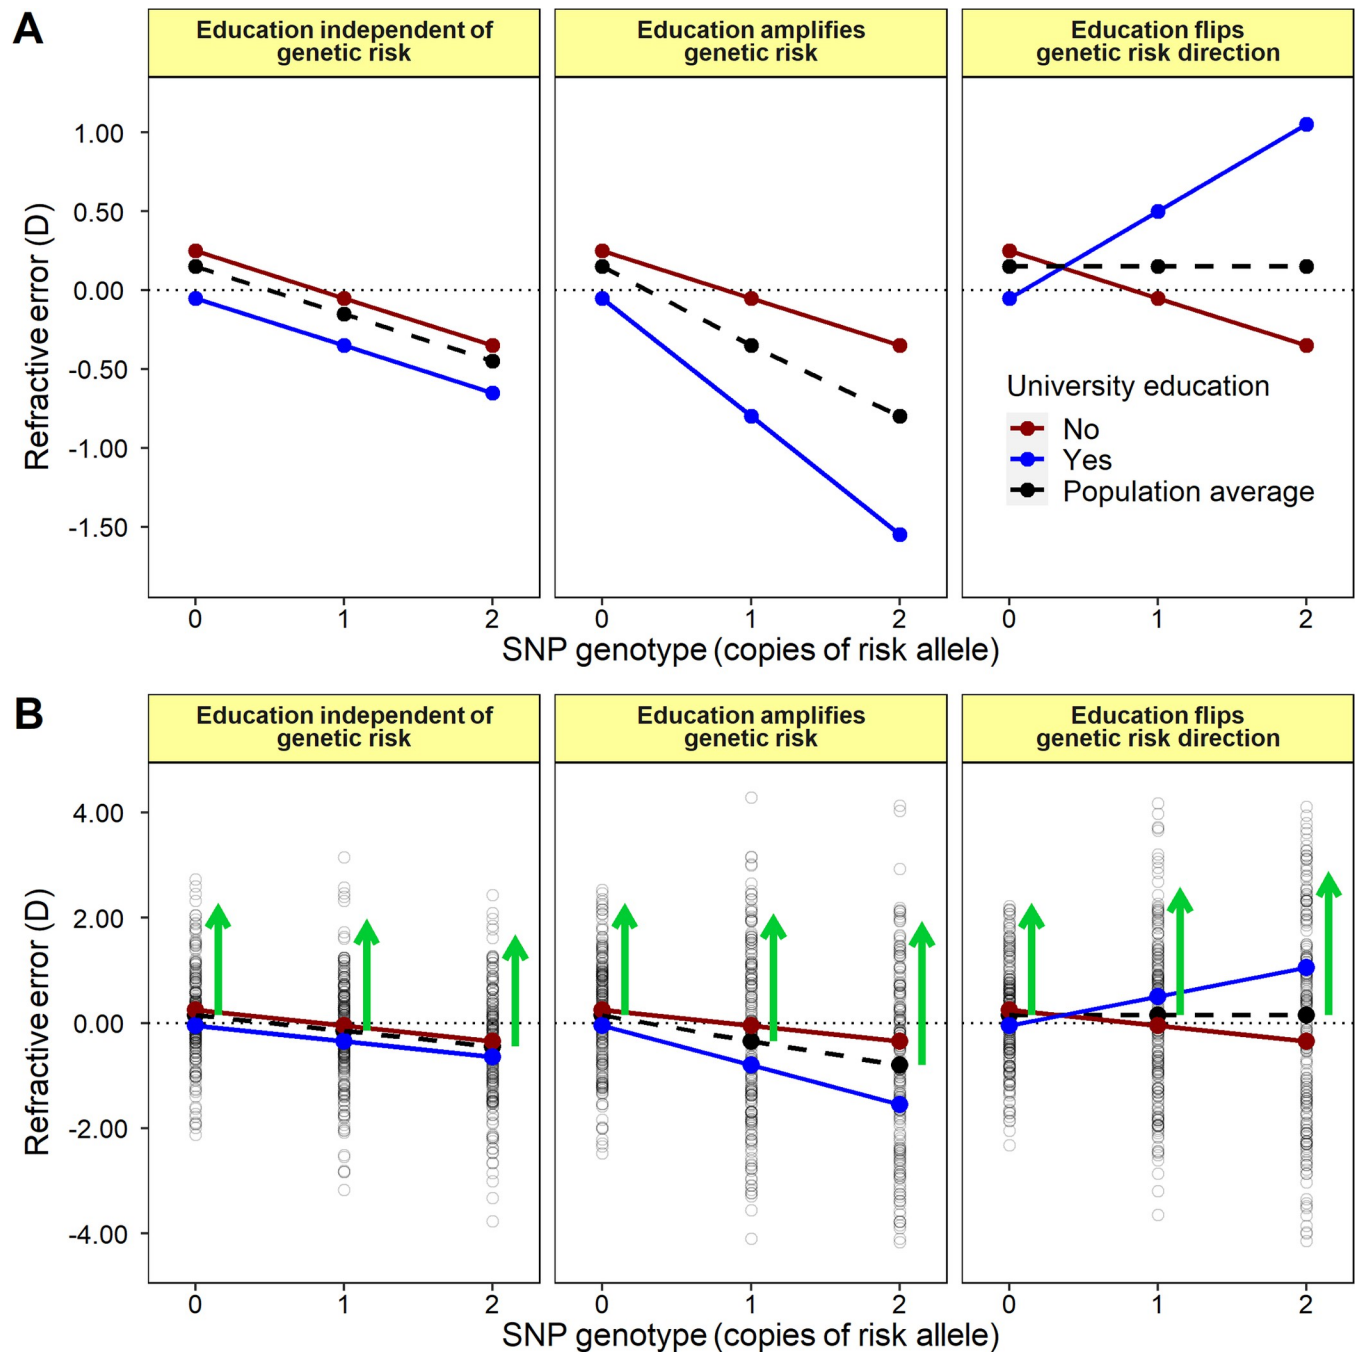 A
Education independent of
genetic risk
Education amplifies
genetic risk
Education flips
genetic risk direction
Refractive error (D)
1.00
0.50
0.00
-0.50
-1.00
-1.50
University education
No
Yes
Population average
0 1 2 0 1 2 0 1 2
SNP genotype (copies of risk allele)
B
Education independent of
genetic risk
Education amplifies
genetic risk
Education flips
genetic risk direction
Refractive error (D)
4.00
2.00
0.00
-2.00
-4.00
0 1 2 0 1 2 0 1 2
SNP genotype (copies of risk allele)